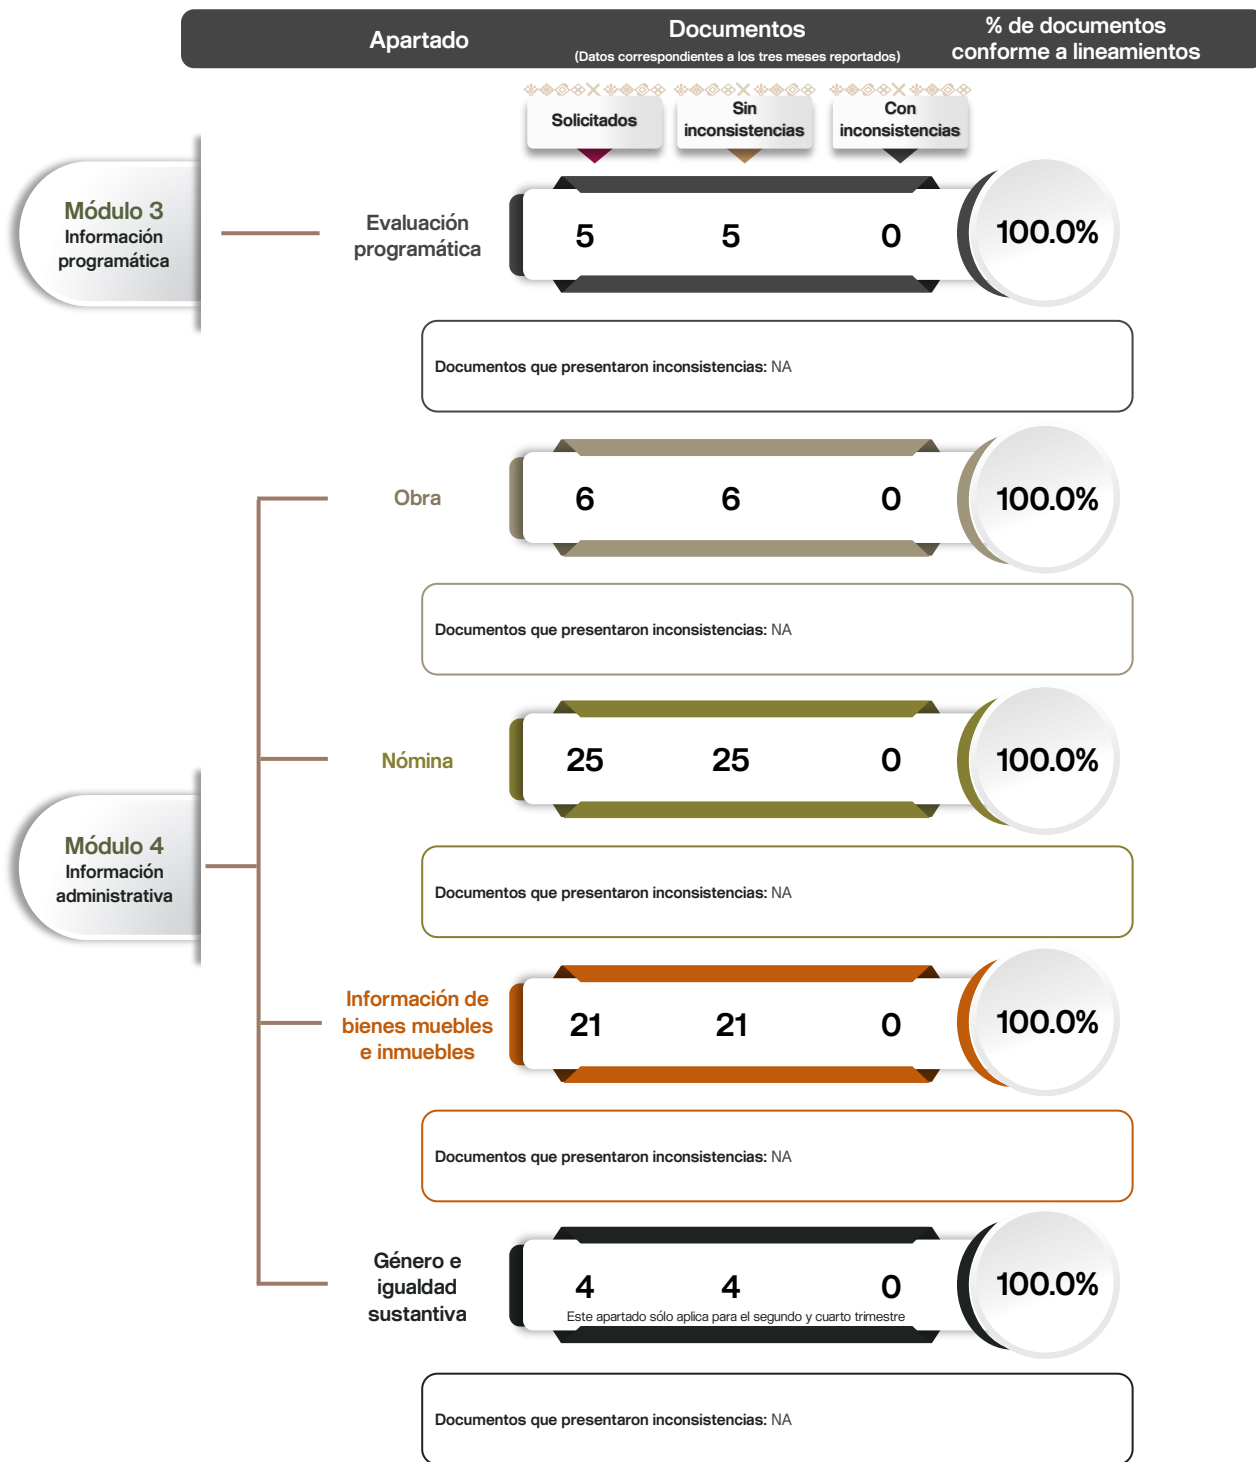 Apartado
Documentos
(Datos correspondientes a los tres meses reportados)
% de documentos
conforme a lineamientos
Solicitados
Sin
inconsistencias
Con
inconsistencias
Módulo 3
Información
programática
Evaluación
programática
5 5 0 100.0%
Documentos que presentaron inconsistencias: NA
Obra
6 6 0 100.0%
Documentos que presentaron inconsistencias: NA
Módulo 4
Información
administrativa
Nómina
25 25 0 100.0%
Documentos que presentaron inconsistencias: NA
Información de
bienes muebles
e inmuebles
21 21 0 100.0%
Documentos que presentaron inconsistencias: NA
Género e
igualdad
sustantiva
4 4 0 100.0%
Este apartado sólo aplica para el segundo y cuarto trimestre
Documentos que presentaron inconsistencias: NA